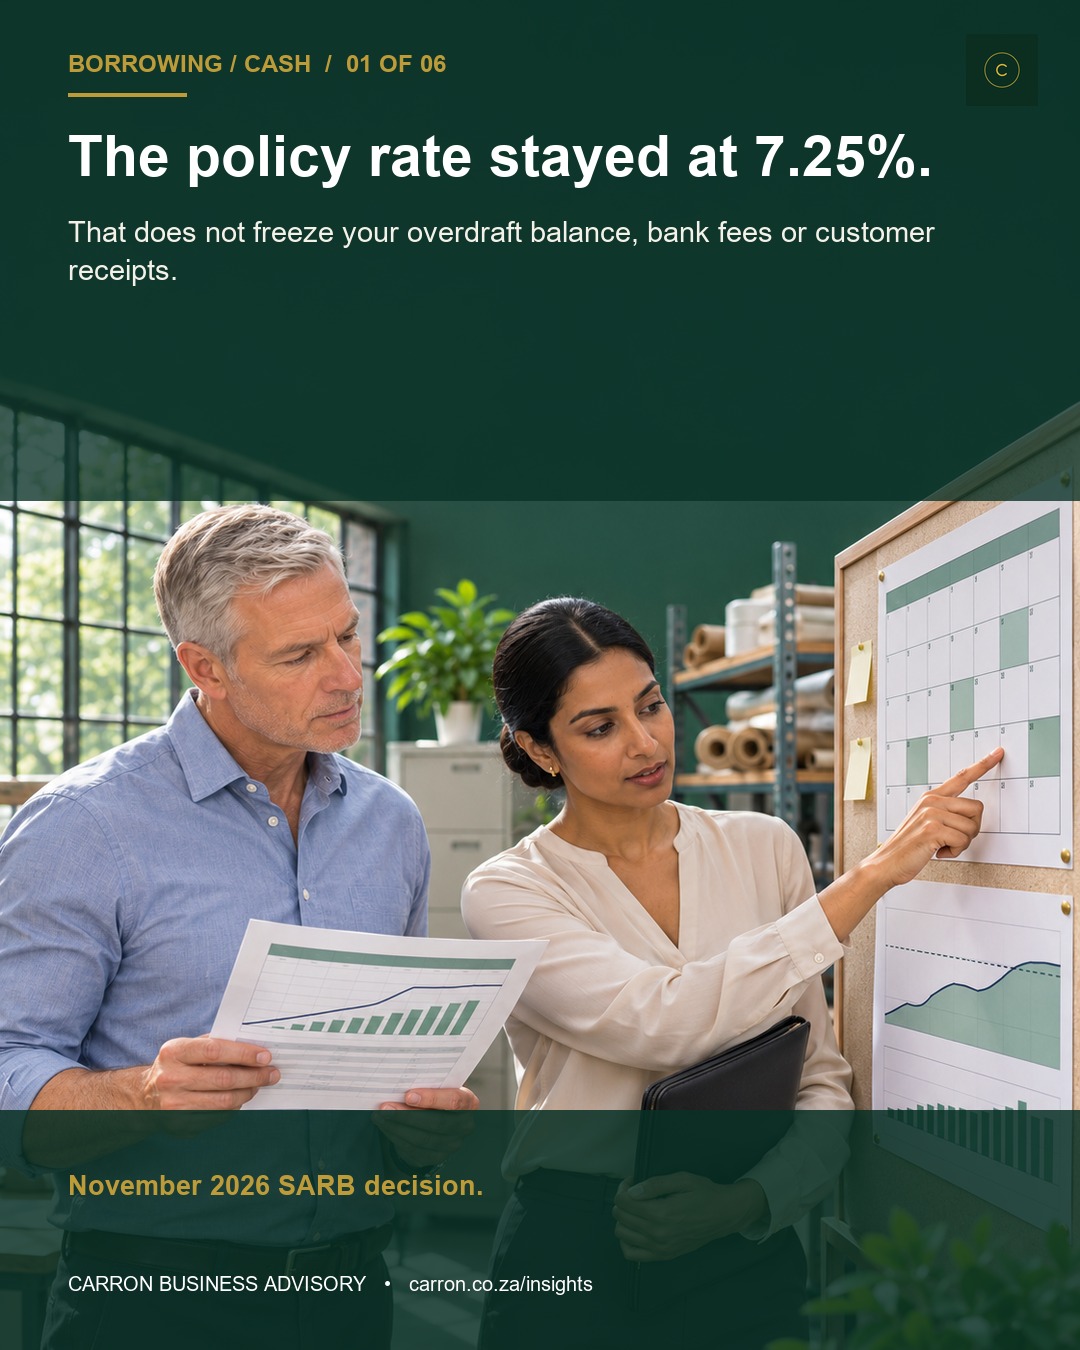 BORROWING / CASH / 01 OF 06
C
The policy rate stayed at 7.25%.
That does not freeze your overdraft balance, bank fees or customer
receipts.
November 2026 SARB decision.
CARRON BUSINESS ADVISORY • carron.co.za/insights